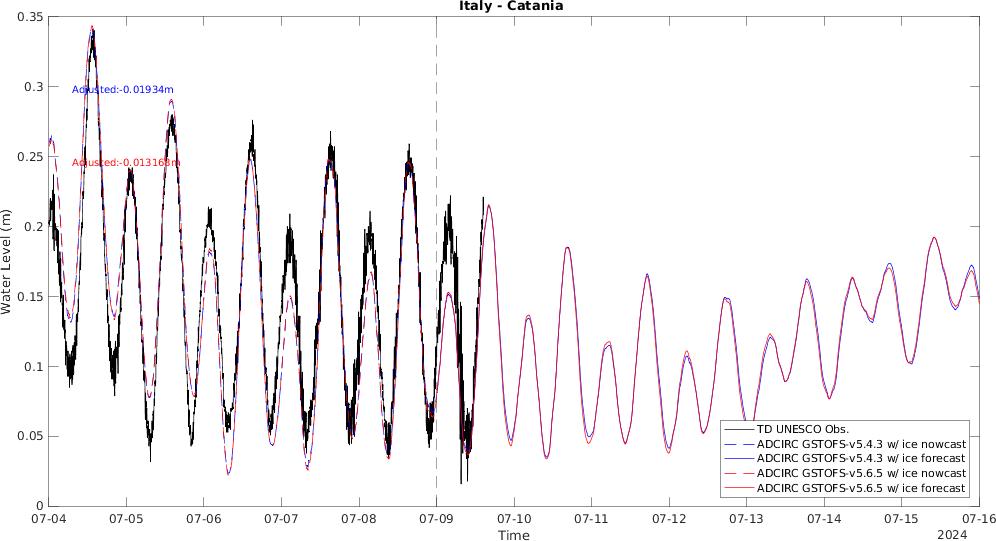 Italy - Catania
0.35
0.3
0.25
0.2
0.15
0.1
0.05
0
Water Level (m)
Adjusted:-0.01934m
Adjusted:-0.013163m
TD UNESCO Obs.
ADCIRC GSTOFS-v5.4.3 w/ ice nowcast
ADCIRC GSTOFS-v5.4.3 w/ ice forecast
ADCIRC GSTOFS-v5.6.5 w/ ice nowcast
ADCIRC GSTOFS-v5.6.5 w/ ice forecast
07-04 07-05 07-06 07-07 07-08 07-09 07-10 07-11 07-12 07-13 07-14 07-15 07-16
Time
2024